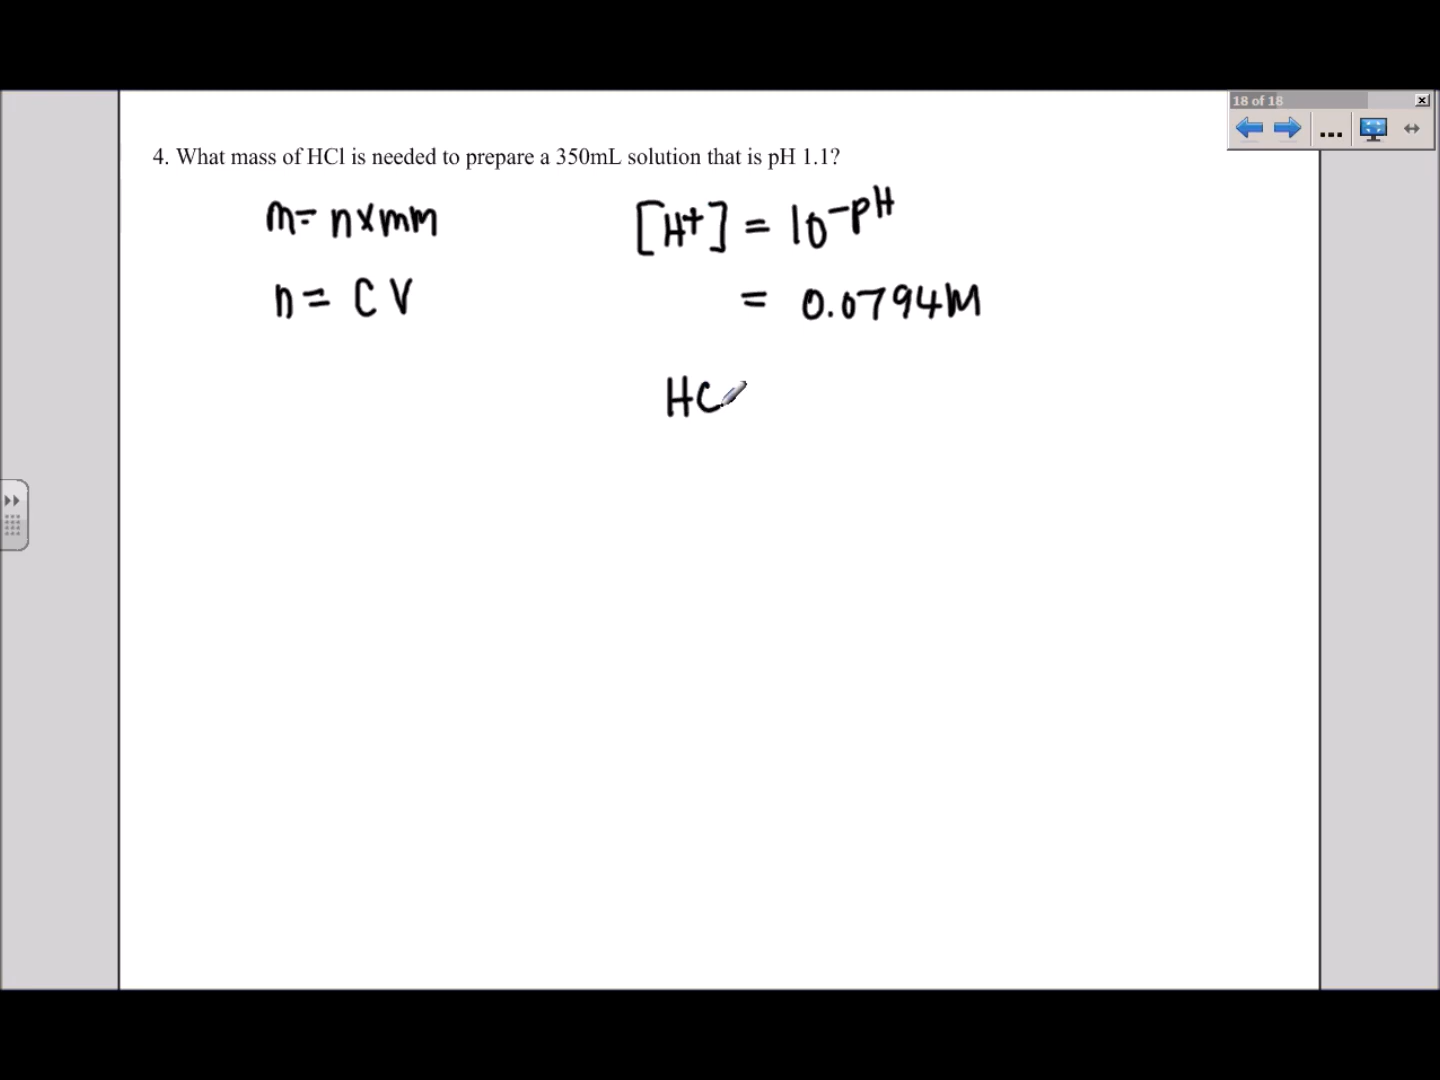 18 of 18
4. What mass of HCl is needed to prepare a 350mL solution that is pH 1.1?
m = n x mm
[H+] = 10^-pH
n = C V
= 0.0794M
HC